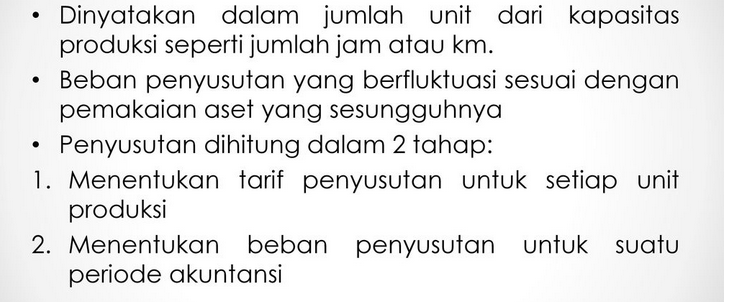 • Dinyatakan dalam jumlah unit dari kapasitas
produksi seperti jumlah jam atau km.
• Beban penyusutan yang berfluktuasi sesuai dengan
pemakaian aset yang sesungguhnya
• Penyusutan dihitung dalam 2 tahap:
1. Menentukan tarif penyusutan untuk setiap unit
produksi
2. Menentukan beban penyusutan untuk suatu
periode akuntansi